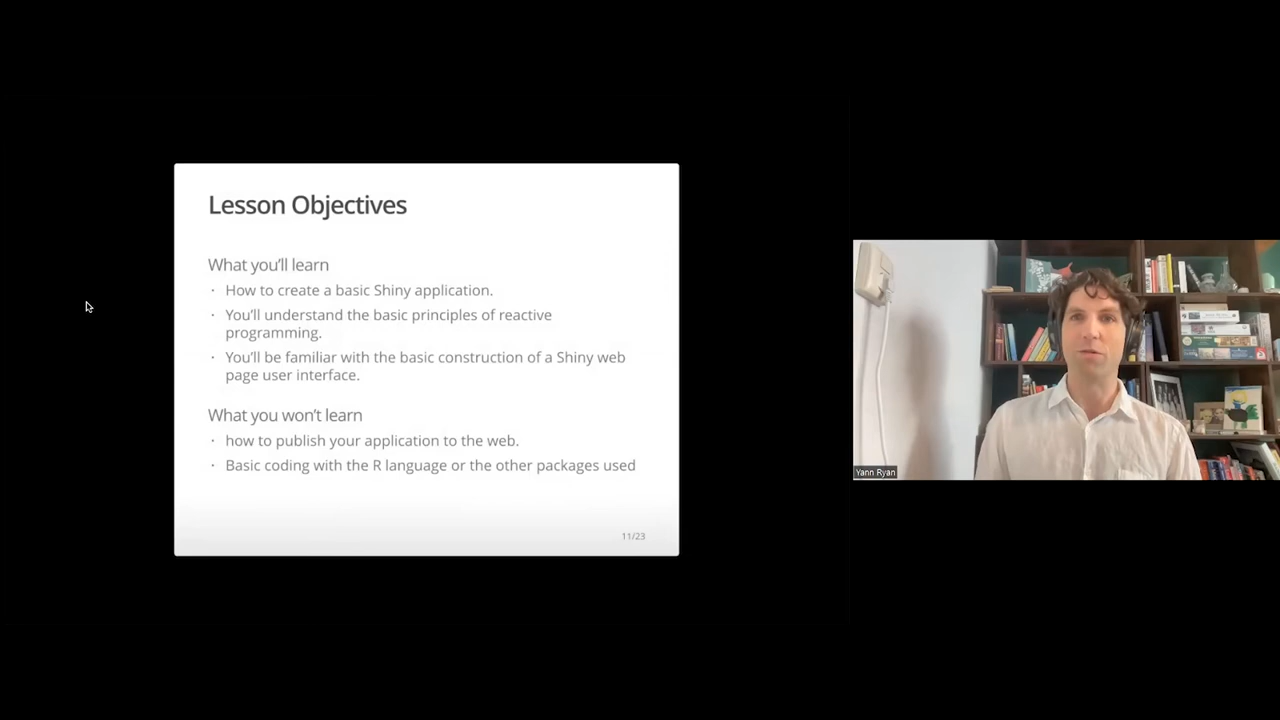 Lesson Objectives
What you'll learn
· How to create a basic Shiny application.
· You'll understand the basic principles of reactive
programming.
· You'll be familiar with the basic construction of a Shiny web
page user interface.
What you won't learn
· how to publish your application to the web.
· Basic coding with the R language or the other packages used
11/23
Yann Ryan